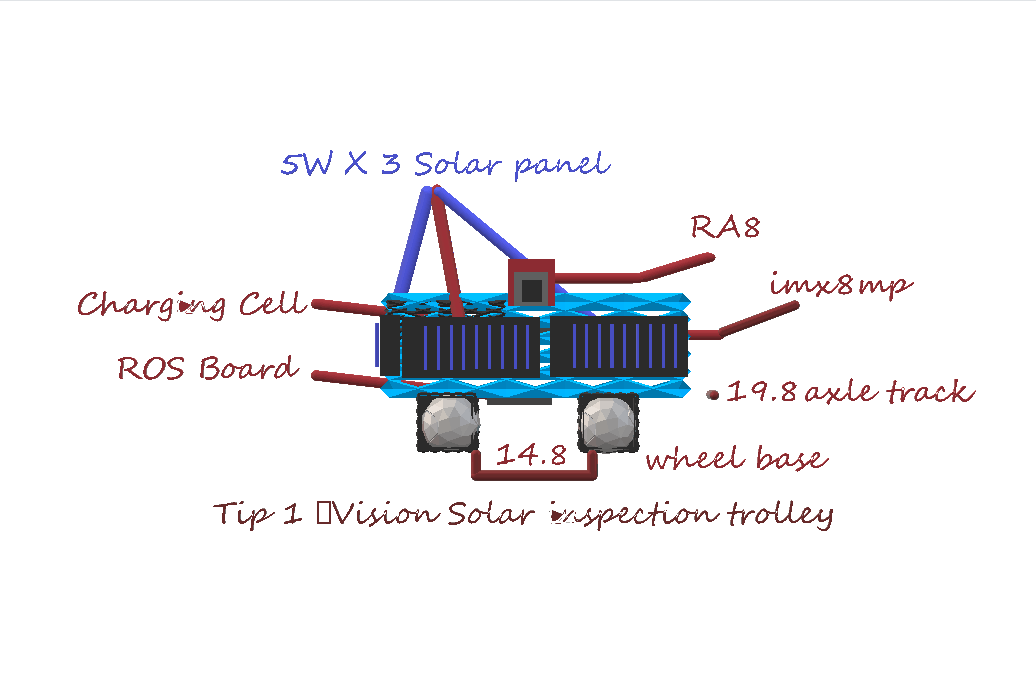 5W X 3 Solar panel
RA8
imx8mp
Charging Cell
ROS Board
19.8 axle track
14.8
wheel base
Tip 1 Vision Solar inspection trolley